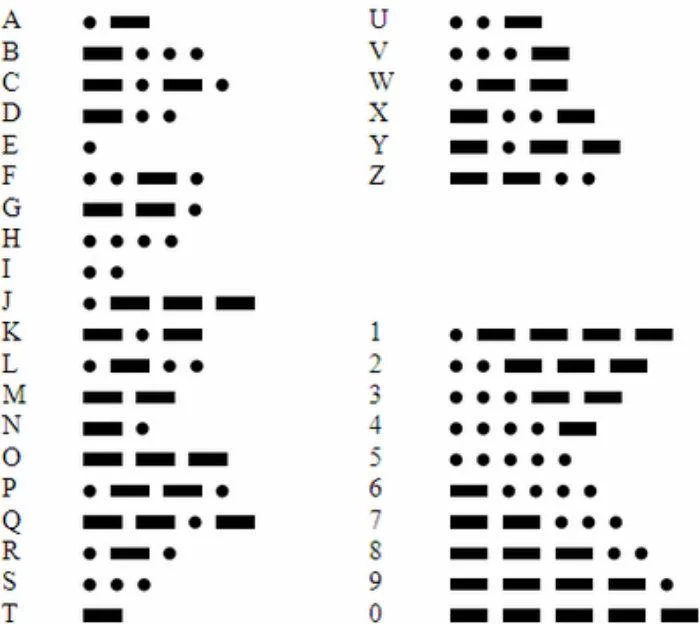 A ● ▬
B ▬ ● ● ●
C ▬ ● ▬ ●
D ▬ ● ●
E ●
F ● ● ▬ ●
G ▬ ▬ ●
H ● ● ● ●
I ● ●
J ● ▬ ▬ ▬
K ▬ ● ▬
L ● ▬ ● ●
M ▬ ▬
N ▬ ●
O ▬ ▬ ▬
P ● ▬ ▬ ●
Q ▬ ▬ ● ▬
R ● ▬ ●
S ● ● ●
T ▬
U ● ● ▬
V ● ● ● ▬
W ● ▬ ▬
X ▬ ● ● ▬
Y ▬ ● ▬ ▬
Z ▬ ▬ ● ●
1 ● ▬ ▬ ▬ ▬
2 ● ● ▬ ▬ ▬
3 ● ● ● ▬ ▬
4 ● ● ● ● ▬
5 ● ● ● ● ●
6 ▬ ● ● ● ●
7 ▬ ▬ ● ● ●
8 ▬ ▬ ▬ ● ●
9 ▬ ▬ ▬ ▬ ●
0 ▬ ▬ ▬ ▬ ▬